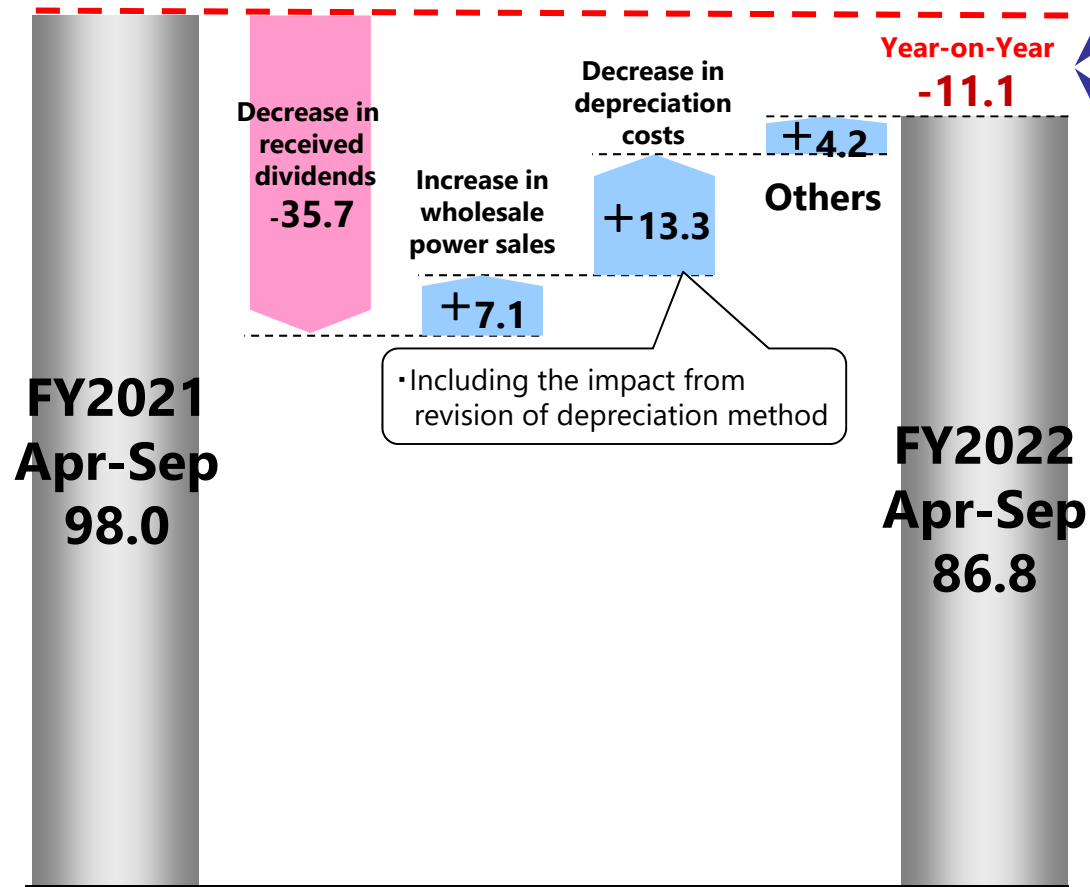 Year-on-Year
-11.1
Decrease in
received
dividends
-35.7
Increase in
wholesale
power sales
+7.1
Decrease in
depreciation
costs
+13.3
+4.2
Others
・Including the impact from
revision of depreciation method
FY2021
Apr-Sep
98.0
FY2022
Apr-Sep
86.8